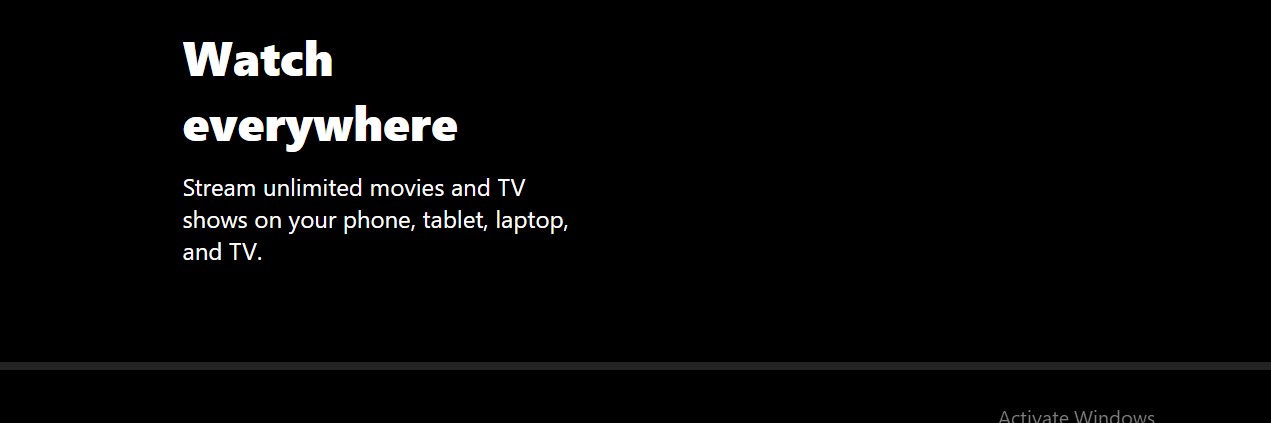 Watch
everywhere
Stream unlimited movies and TV
shows on your phone, tablet, laptop,
and TV.
Activate Windows